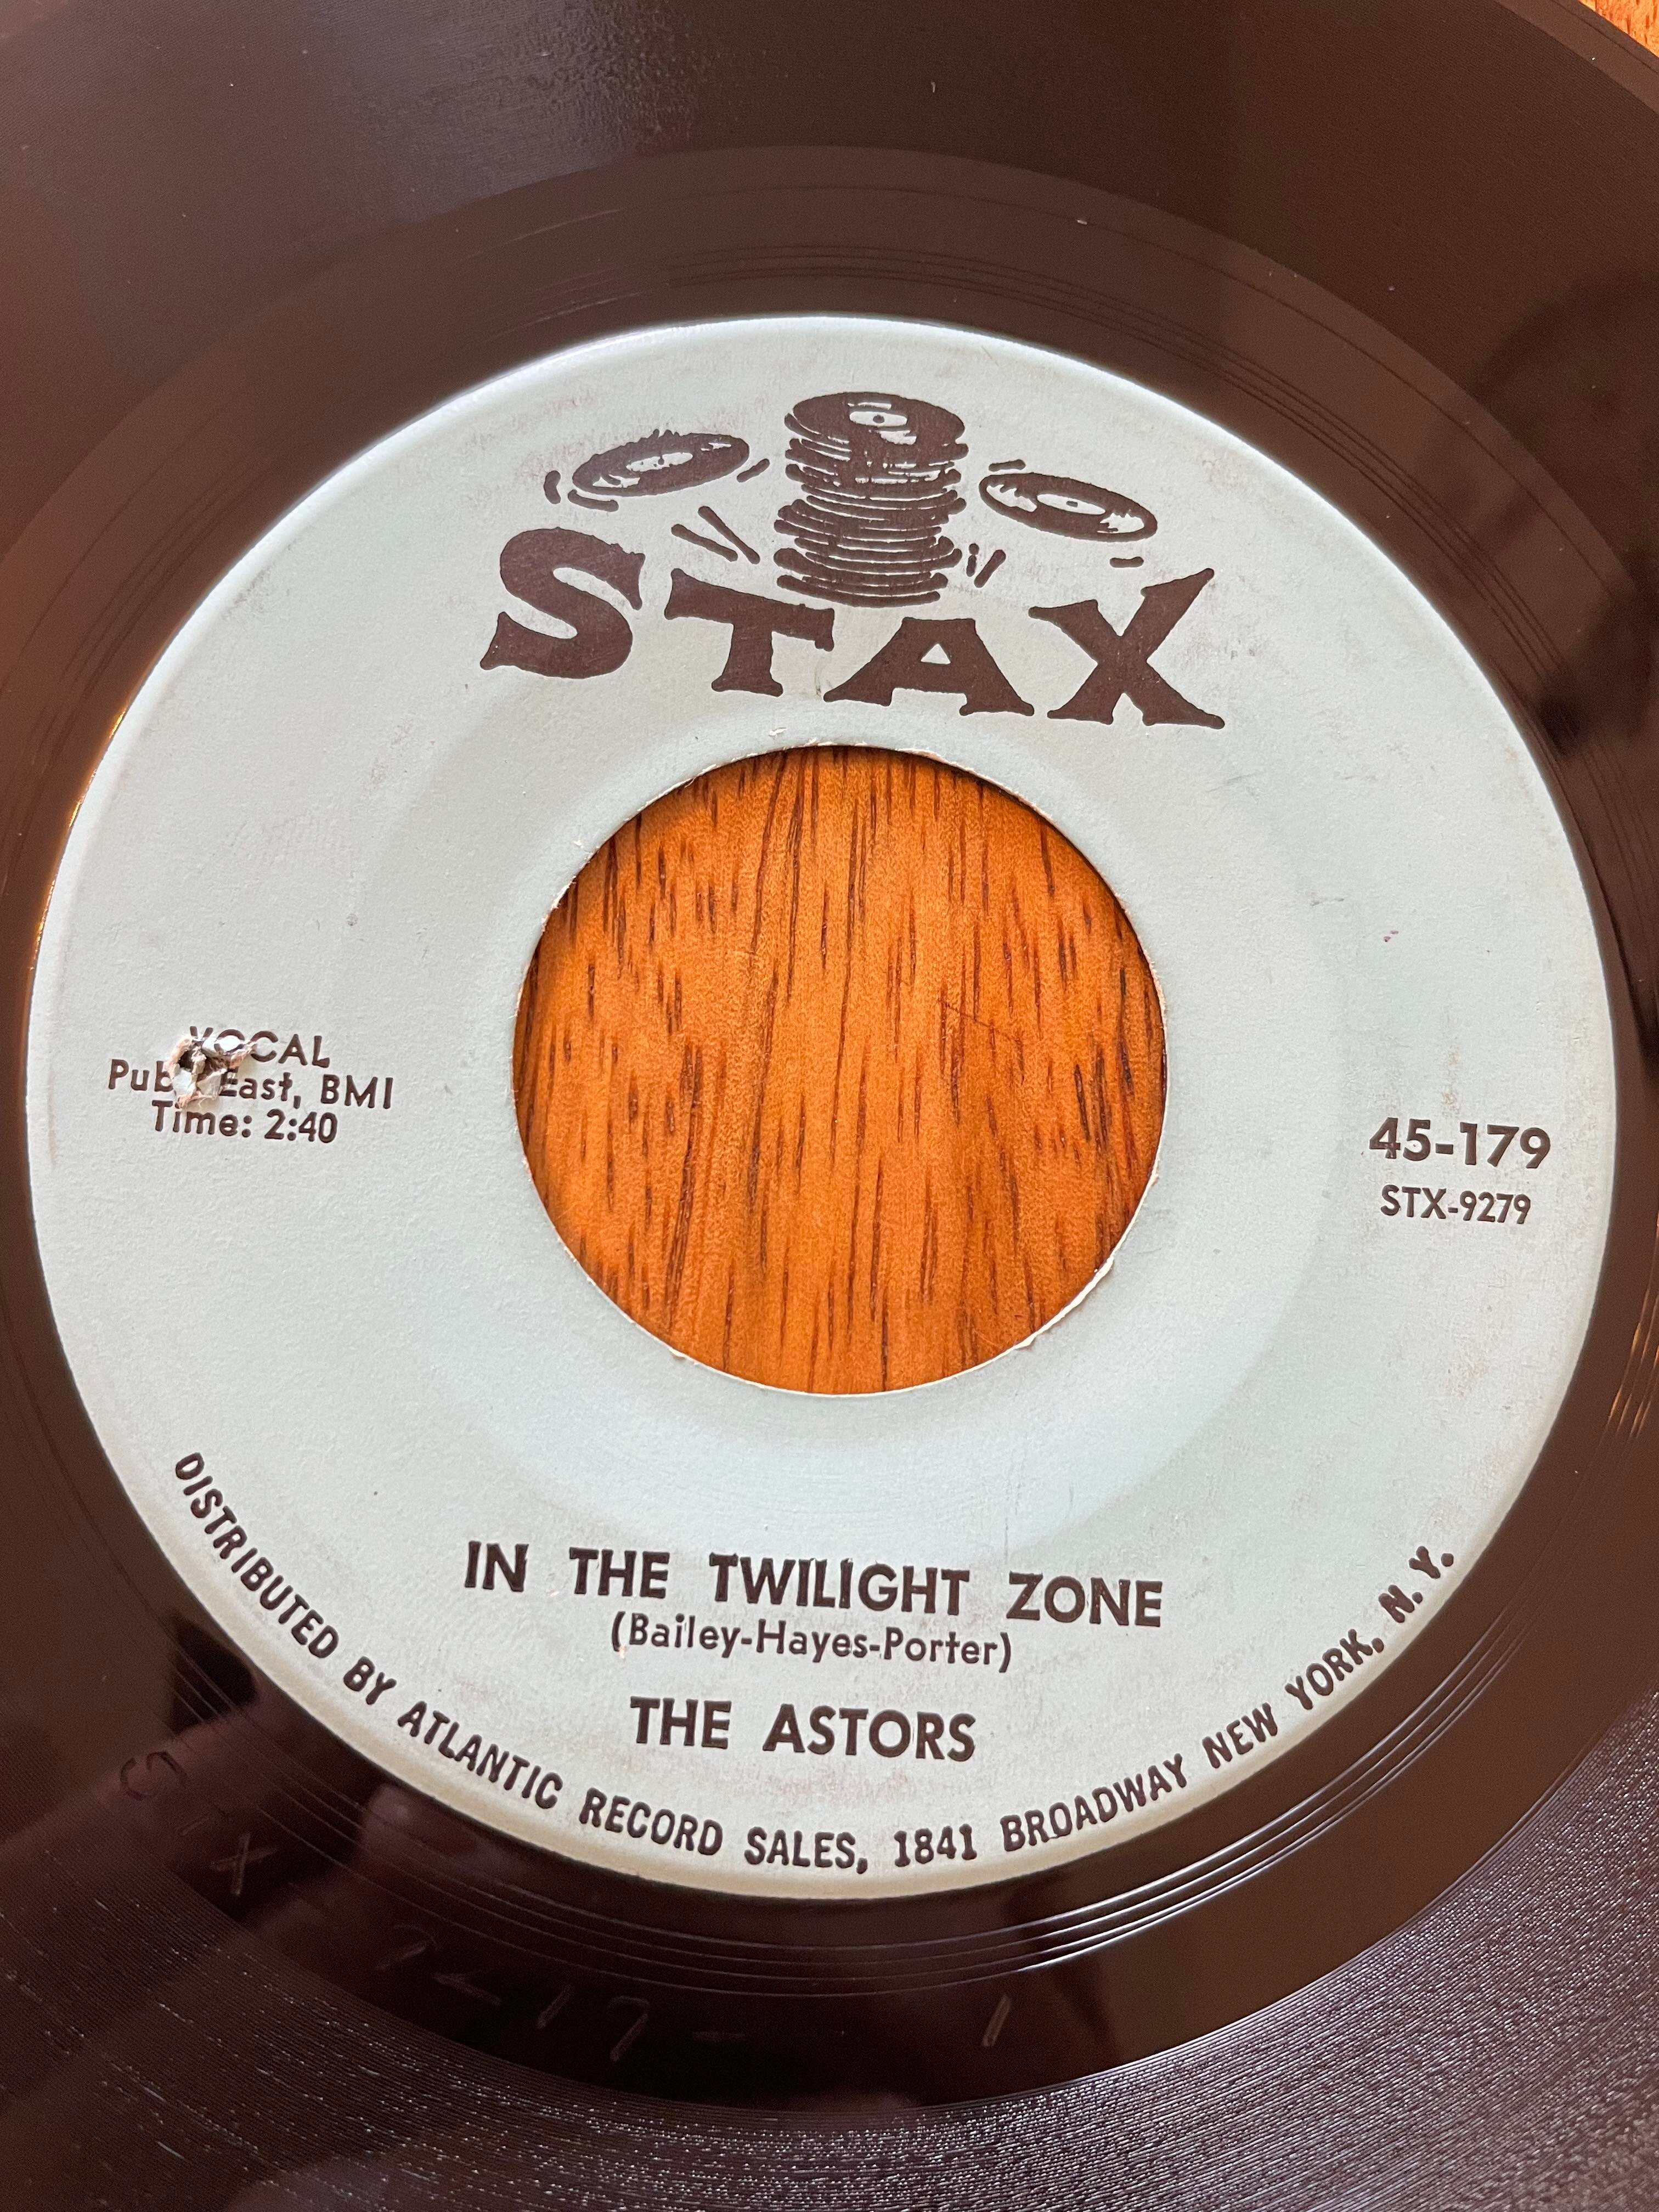 STAX
VOCAL
East, BMI
Time: 2:40
45-179
STX-9279
IN THE TWILIGHT ZONE
(Bailey-Hayes-Porter)
THE ASTORS
DISTRIBUTED BY ATLANTIC RECORD SALES, 1841 BROADWAY NEW YORK, N. Y.
STX